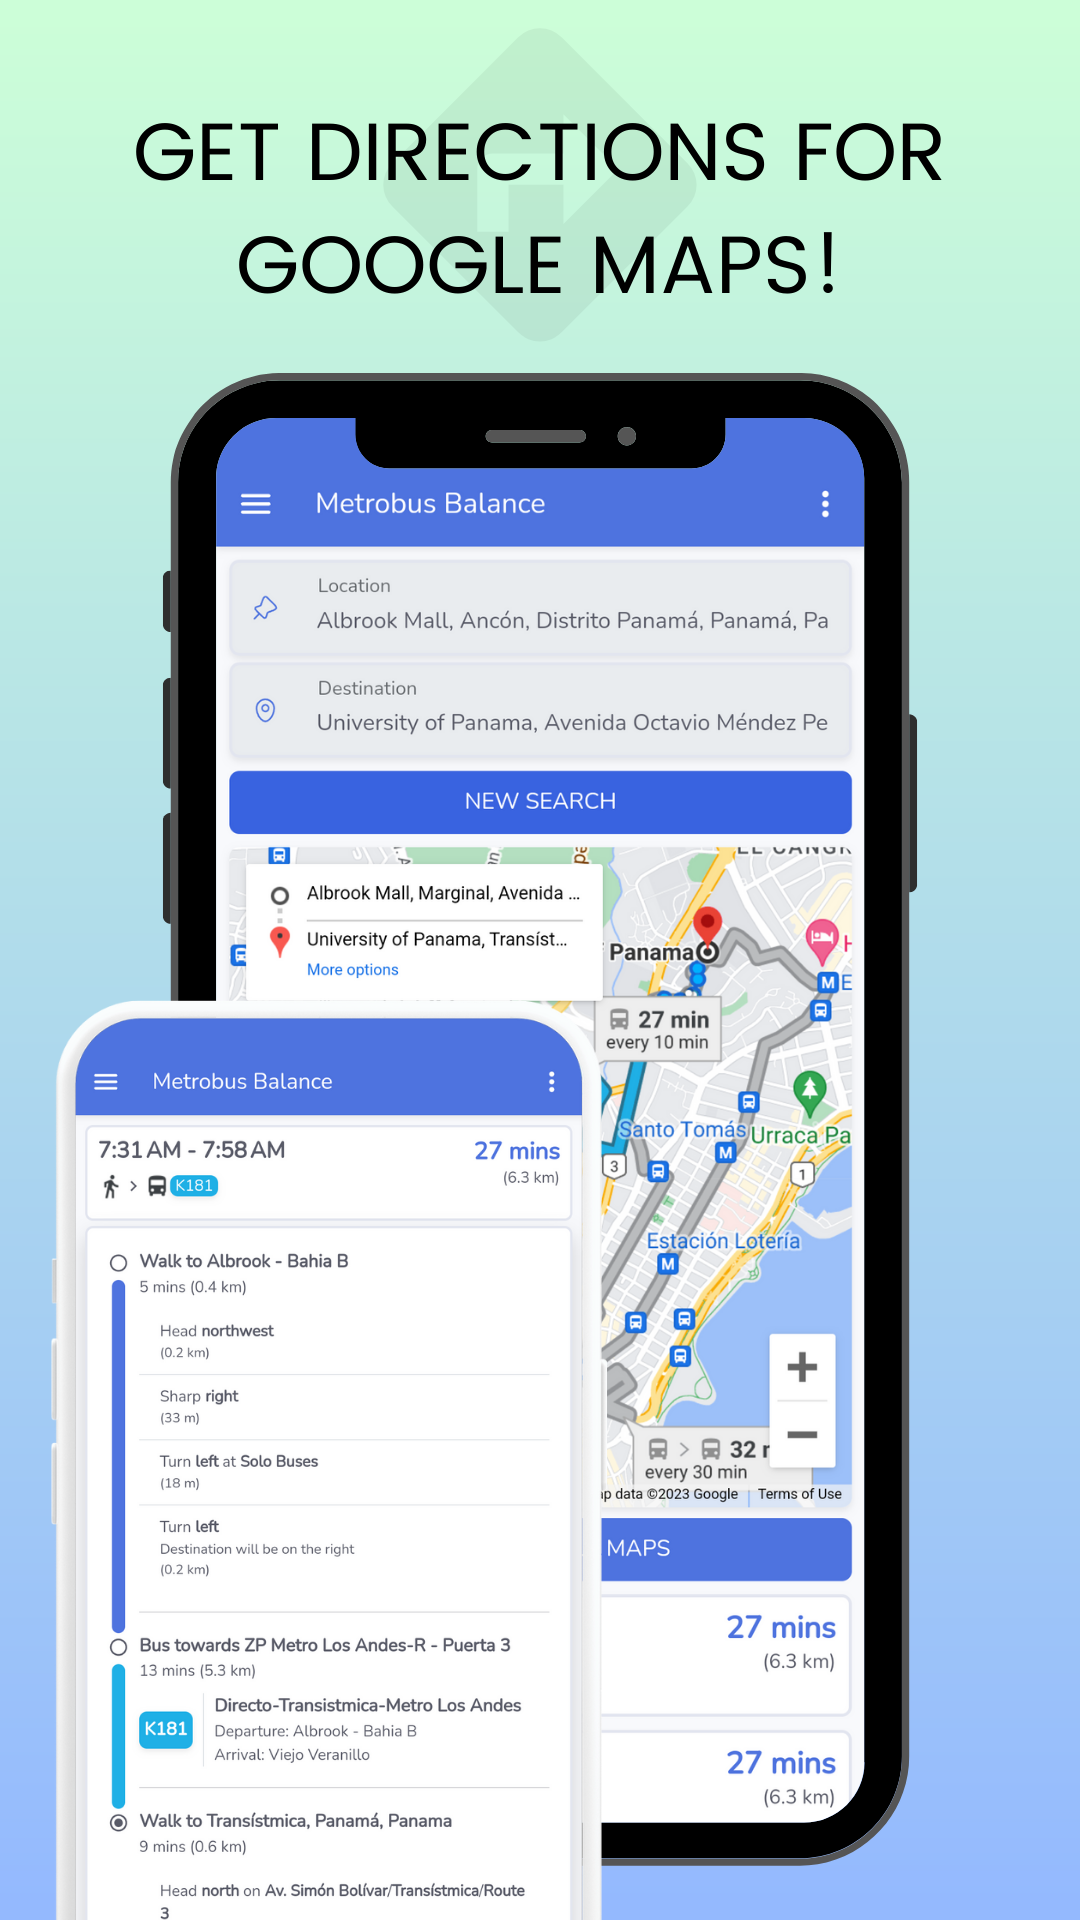 GET DIRECTIONS FOR
GOOGLE MAPS!
Metrobus Balance
Location
Albrook Mall, Ancón, Distrito Panamá, Panamá, Pa
Destination
University of Panama, Avenida Octavio Méndez Pe
NEW SEARCH
EL CANGR
Albrook Mall, Marginal, Avenida ...
University of Panama, Transíst...
More options
Panama
27 min
every 10 min
M
Santo Tomás
M
Urraca Pa
3
1
Estación Lotería
M
32
every 30 min
data ©2023 Google
Terms of Use
MAPS
27 mins
(6.3 km)
27 mins
(6.3 km)
Metrobus Balance
7:31 AM - 7:58 AM
27 mins
K181
(6.3 km)
Walk to Albrook - Bahia B
5 mins (0.4 km)
Head northwest
(0.2 km)
Sharp right
(33 m)
Turn left at Solo Buses
(18 m)
Turn left
Destination will be on the right
(0.2 km)
Bus towards ZP Metro Los Andes-R - Puerta 3
13 mins (5.3 km)
K181
Directo-Transistmica-Metro Los Andes
Departure: Albrook - Bahia B
Arrival: Viejo Veranillo
Walk to Transístmica, Panamá, Panama
9 mins (0.6 km)
Head north on Av. Simón Bolívar/Transístmica/Route
3